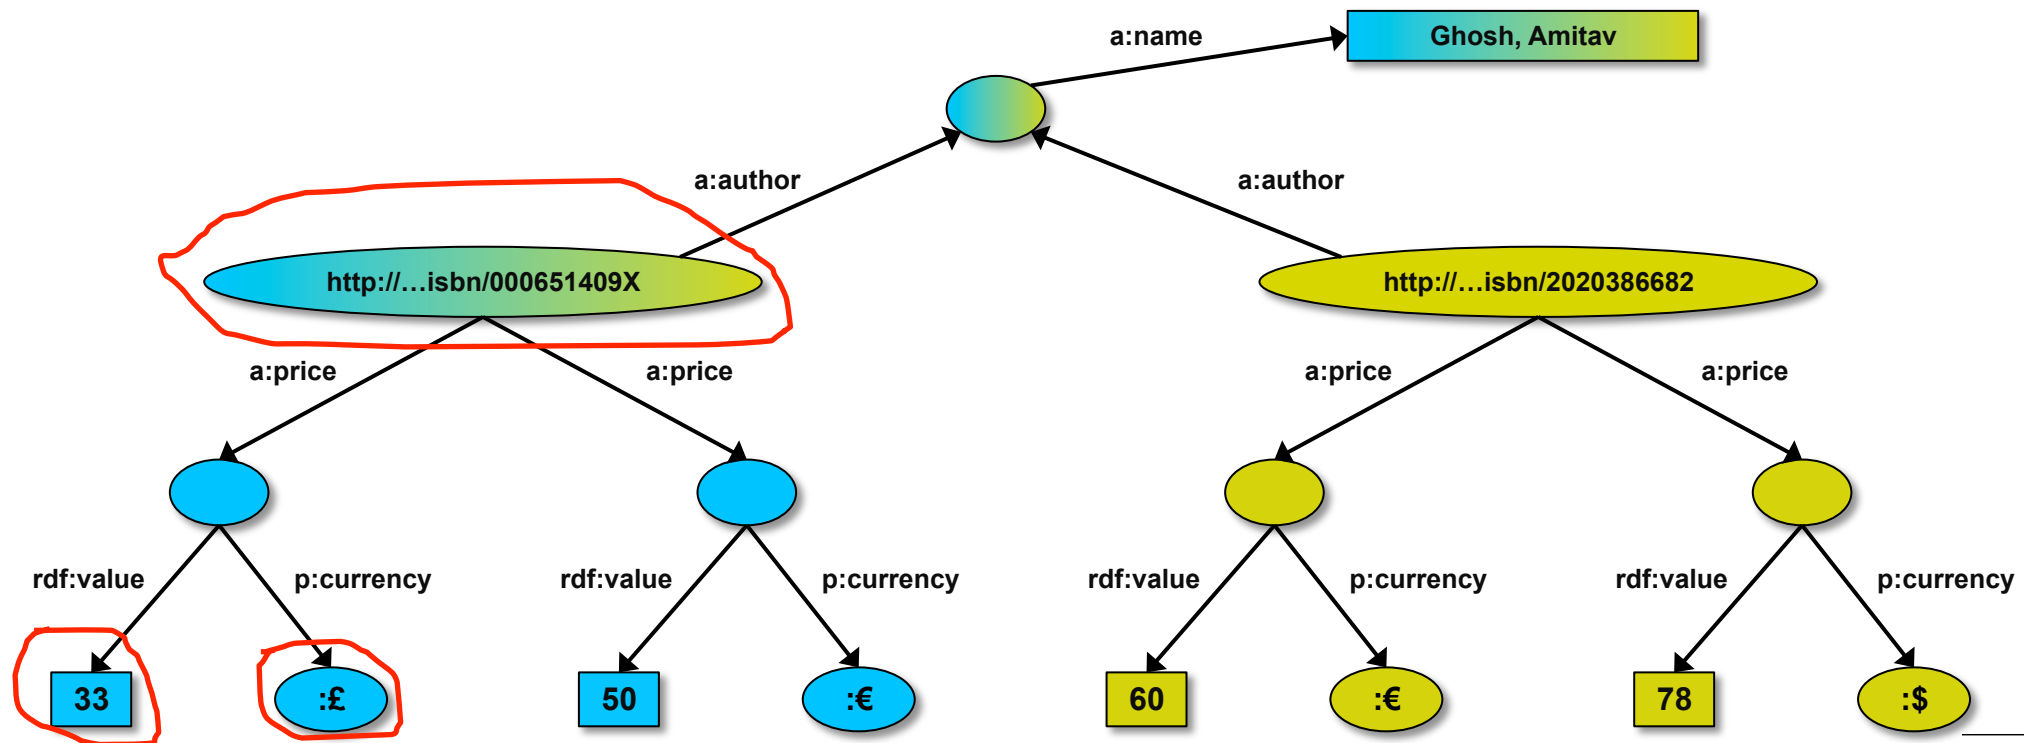 a:name
Ghosh, Amitav
a:author
a:author
http://…isbn/000651409X
http://…isbn/2020386682
a:price
a:price
a:price
a:price
rdf:value
p:currency
rdf:value
p:currency
rdf:value
p:currency
rdf:value
p:currency
33
:£
50
:€
60
:€
78
:$